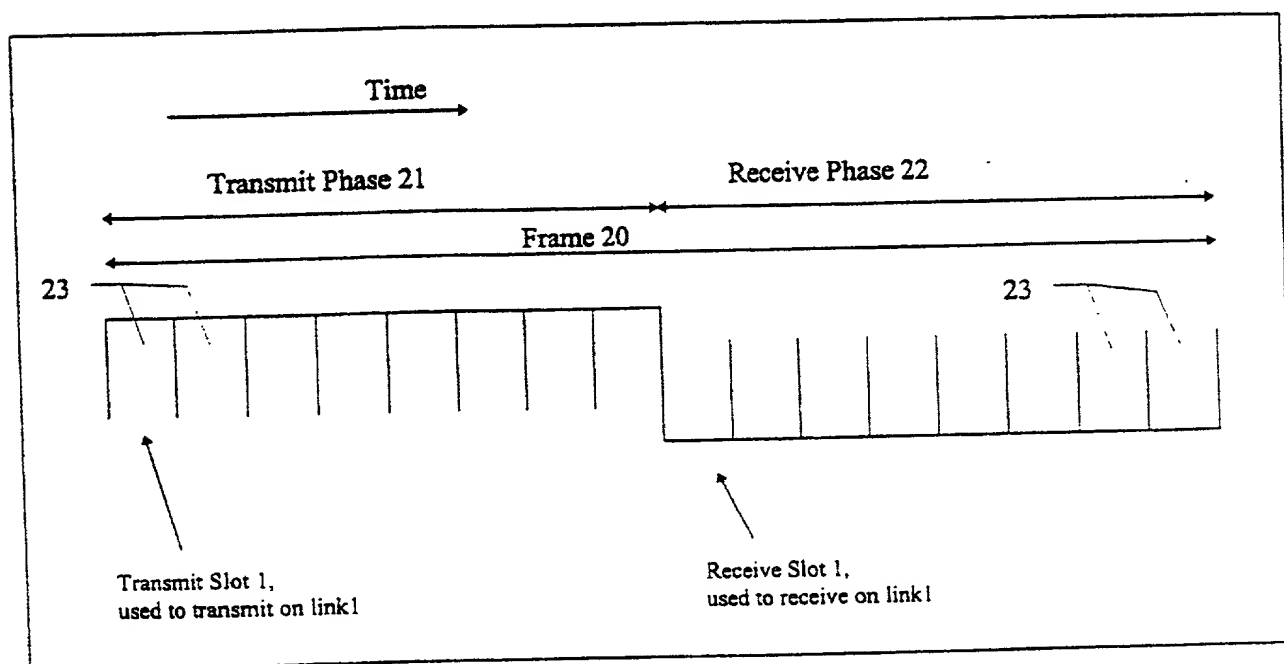 Time
Transmit Phase 21
Receive Phase 22
Frame 20
23
23
Transmit Slot 1,
used to transmit on link1
Receive Slot 1,
used to receive on link1